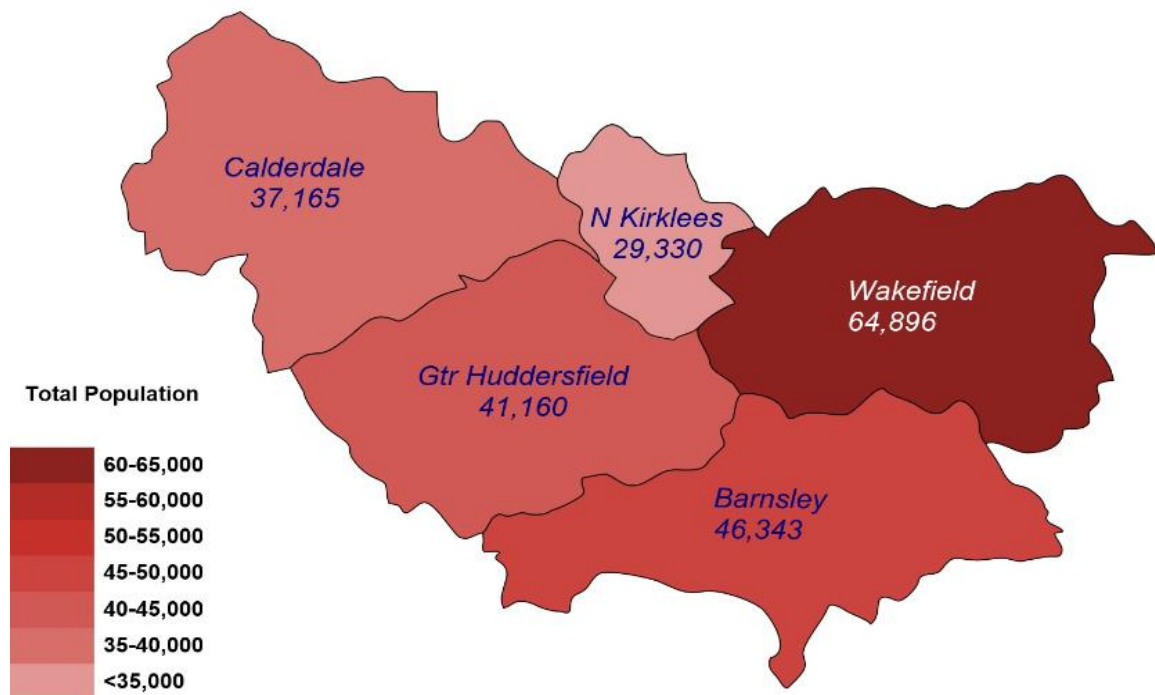 Calderdale
37,165
N Kirklees
29,330
Wakefield
64,896
Gtr Huddersfield
41,160
Barnsley
46,343
Total Population
60-65,000
55-60,000
50-55,000
45-50,000
40-45,000
35-40,000
<35,000